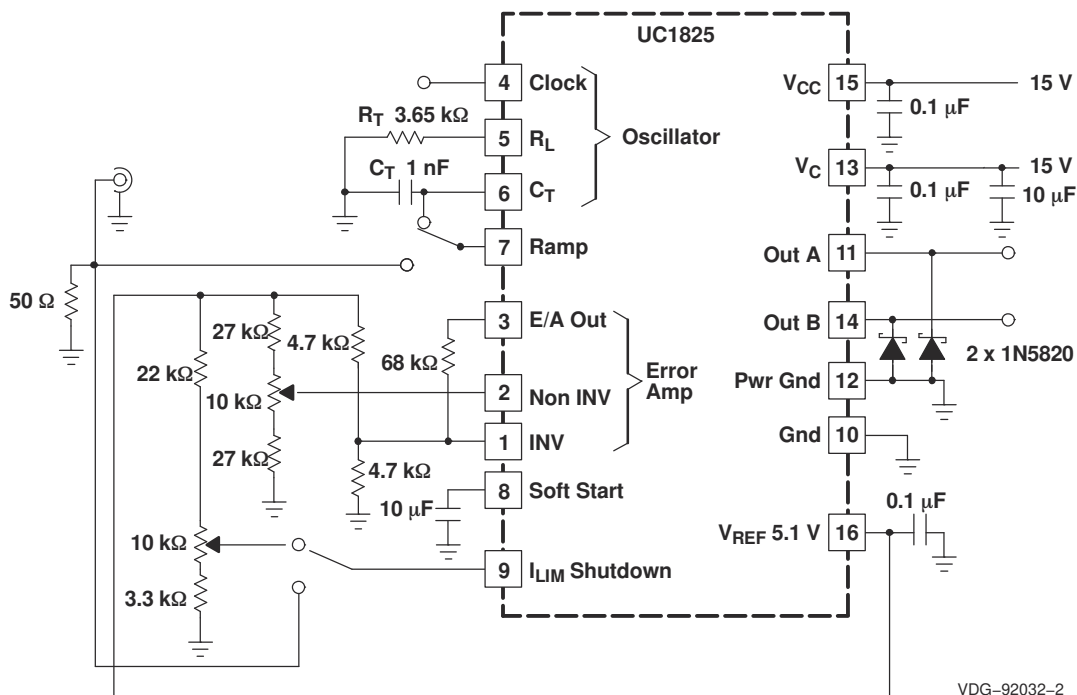 UC1825
4 Clock
R_T 3.65 kΩ
5 R_L
Oscillator
C_T 1 nF
6 C_T
7 Ramp
50 Ω
27 kΩ
4.7 kΩ
3 E/A Out
22 kΩ
68 kΩ
Error
Amp
10 kΩ
2 Non INV
1 INV
27 kΩ
4.7 kΩ
8 Soft Start
10 μF
10 kΩ
9 I_LIM Shutdown
3.3 kΩ
V_CC 15
15 V
0.1 μF
V_C 13
15 V
0.1 μF
10 μF
Out A 11
Out B 14
2 x 1N5820
Pwr Gnd 12
Gnd 10
0.1 μF
V_REF 5.1 V 16
VDG–92032–2